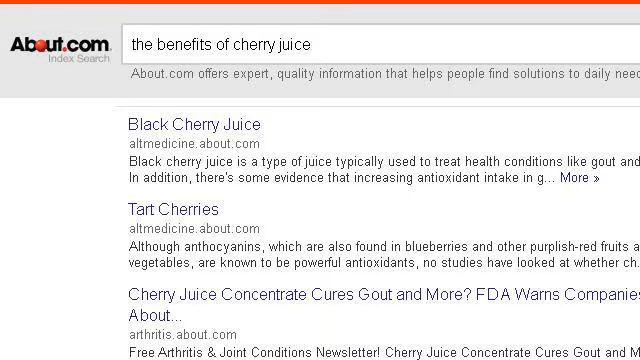 About.com
Index Search
the benefits of cherry juice
About.com offers expert, quality information that helps people find solutions to daily
Black Cherry Juice
altmedicine.about.com
Black cherry juice is a type of juice typically used to treat health conditions like gout and
In addition, there's some evidence that increasing antioxidant intake in g... More »
Tart Cherries
altmedicine.about.com
Although anthocyanins, which are also found in blueberries and other purplish-red fruits a
vegetables, are known to be powerful antioxidants, no studies have looked at whether ch.
Cherry Juice Concentrate Cures Gout and More? FDA Warns Companies
About...
arthritis.about.com
Free Arthritis & Joint Conditions Newsletter! Cherry Juice Concentrate Cures Gout and M